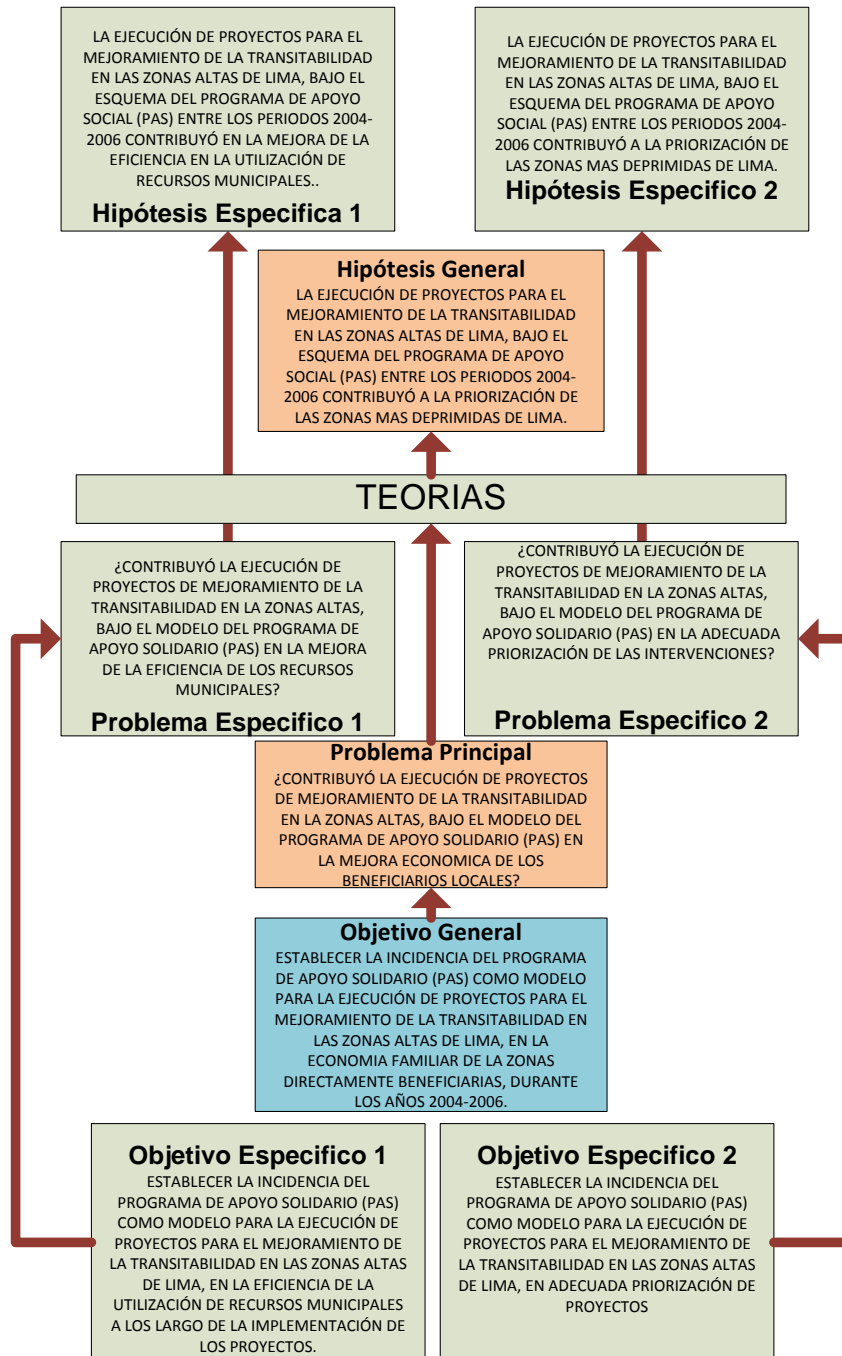 LA EJECUCIÓN DE PROYECTOS PARA EL
MEJORAMIENTO DE LA TRANSITABILIDAD
EN LAS ZONAS ALTAS DE LIMA, BAJO EL
ESQUEMA DEL PROGRAMA DE APOYO
SOCIAL (PAS) ENTRE LOS PERIODOS 2004-
2006 CONTRIBUYÓ EN LA MEJORA DE LA
EFICIENCIA EN LA UTILIZACIÓN DE
RECURSOS MUNICIPALES..
Hipótesis Especifica 1
LA EJECUCIÓN DE PROYECTOS PARA EL
MEJORAMIENTO DE LA TRANSITABILIDAD
EN LAS ZONAS ALTAS DE LIMA, BAJO EL
ESQUEMA DEL PROGRAMA DE APOYO
SOCIAL (PAS) ENTRE LOS PERIODOS 2004-
2006 CONTRIBUYÓ A LA PRIORIZACIÓN DE
LAS ZONAS MAS DEPRIMIDAS DE LIMA.
Hipótesis Especifico 2
Hipótesis General
LA EJECUCIÓN DE PROYECTOS PARA EL
MEJORAMIENTO DE LA TRANSITABILIDAD
EN LAS ZONAS ALTAS DE LIMA, BAJO EL
ESQUEMA DEL PROGRAMA DE APOYO
SOCIAL (PAS) ENTRE LOS PERIODOS 2004-
2006 CONTRIBUYÓ A LA PRIORIZACIÓN DE
LAS ZONAS MAS DEPRIMIDAS DE LIMA.
TEORIAS
¿CONTRIBUYÓ LA EJECUCIÓN DE
PROYECTOS DE MEJORAMIENTO DE LA
TRANSITABILIDAD EN LA ZONAS ALTAS,
BAJO EL MODELO DEL PROGRAMA DE
APOYO SOLIDARIO (PAS) EN LA MEJORA
DE LA EFICIENCIA DE LOS RECURSOS
MUNICIPALES?
Problema Especifico 1
¿CONTRIBUYÓ LA EJECUCIÓN DE
PROYECTOS DE MEJORAMIENTO DE LA
TRANSITABILIDAD EN LA ZONAS ALTAS,
BAJO EL MODELO DEL PROGRAMA DE
APOYO SOLIDARIO (PAS) EN LA ADECUADA
PRIORIZACIÓN DE LAS INTERVENCIONES?
Problema Especifico 2
Problema Principal
¿CONTRIBUYÓ LA EJECUCIÓN DE PROYECTOS
DE MEJORAMIENTO DE LA TRANSITABILIDAD
EN LA ZONAS ALTAS, BAJO EL MODELO DEL
PROGRAMA DE APOYO SOLIDARIO (PAS) EN
LA MEJORA ECONOMICA DE LOS
BENEFICIARIOS LOCALES?
Objetivo General
ESTABLECER LA INCIDENCIA DEL PROGRAMA
DE APOYO SOLIDARIO (PAS) COMO MODELO
PARA LA EJECUCIÓN DE PROYECTOS PARA EL
MEJORAMIENTO DE LA TRANSITABILIDAD EN
LAS ZONAS ALTAS DE LIMA, EN LA
ECONOMIA FAMILIAR DE LA ZONAS
DIRECTAMENTE BENEFICIARIAS, DURANTE
LOS AÑOS 2004-2006.
Objetivo Especifico 1
ESTABLECER LA INCIDENCIA DEL
PROGRAMA DE APOYO SOLIDARIO (PAS)
COMO MODELO PARA LA EJECUCIÓN DE
PROYECTOS PARA EL MEJORAMIENTO DE
LA TRANSITABILIDAD EN LAS ZONAS ALTAS
DE LIMA, EN LA EFICIENCIA DE LA
UTILIZACIÓN DE RECURSOS MUNICIPALES
A LOS LARGO DE LA IMPLEMENTACIÓN DE
LOS PROYECTOS.
Objetivo Especifico 2
ESTABLECER LA INCIDENCIA DEL
PROGRAMA DE APOYO SOLIDARIO (PAS)
COMO MODELO PARA LA EJECUCIÓN DE
PROYECTOS PARA EL MEJORAMIENTO DE
LA TRANSITABILIDAD EN LAS ZONAS ALTAS
DE LIMA, EN ADECUADA PRIORIZACIÓN DE
PROYECTOS